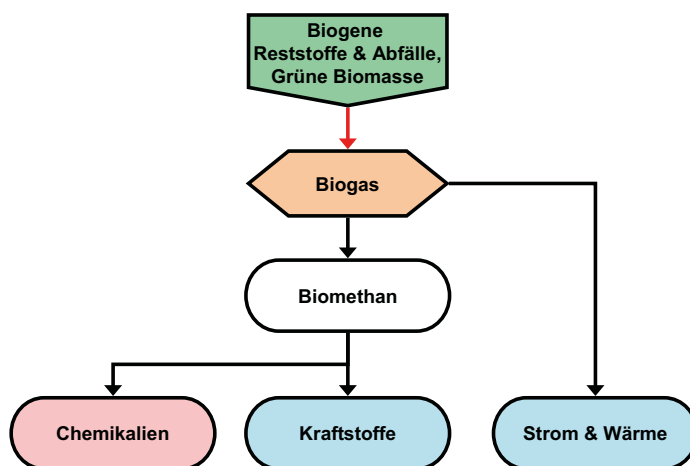 Biogene
Reststoffe & Abfälle,
Grüne Biomasse
Biogas
Biomethan
Chemikalien
Kraftstoffe
Strom & Wärme